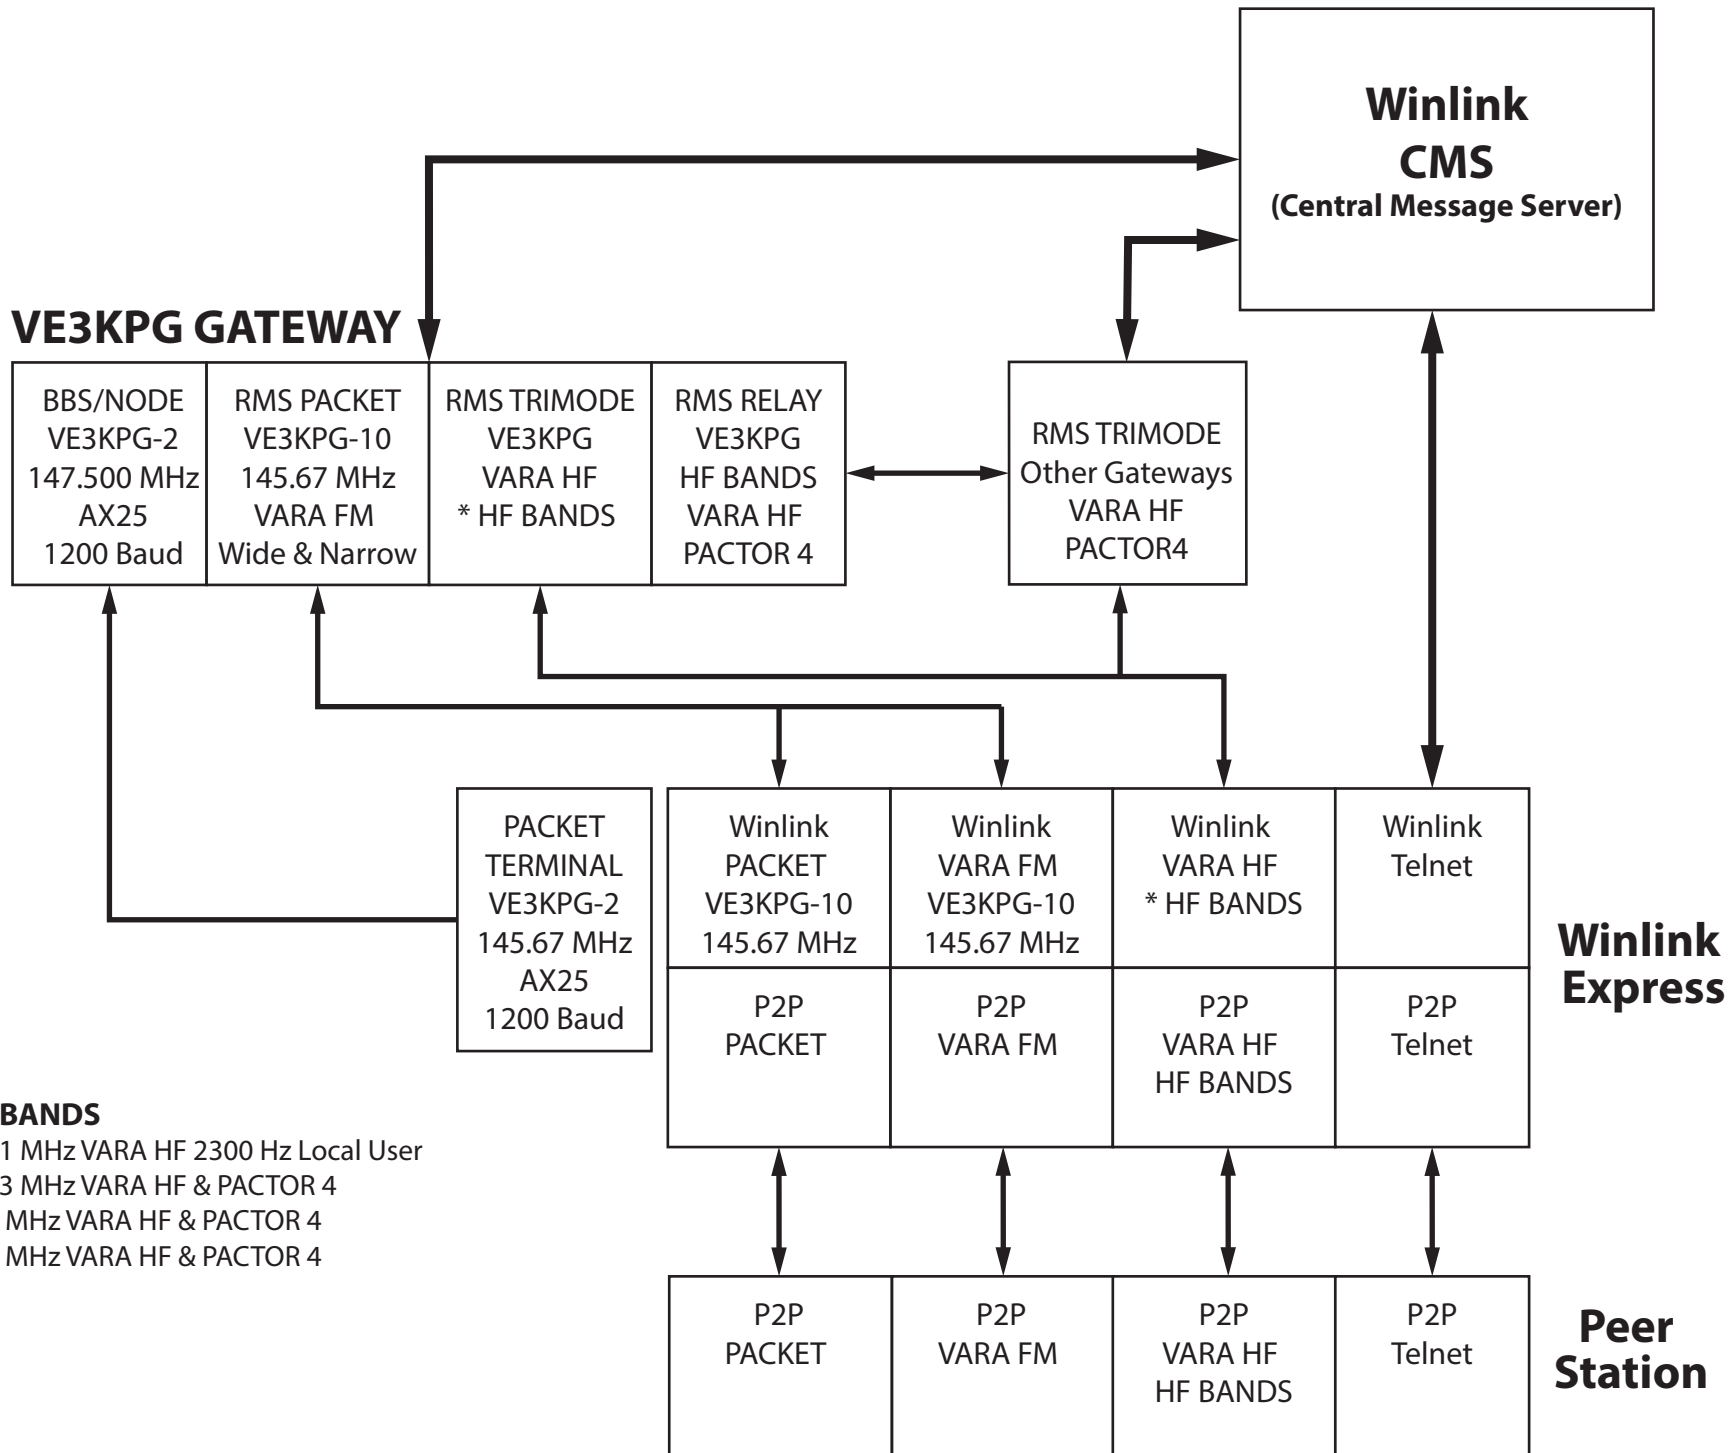 Winlink
CMS
(Central Message Server)
VE3KPG GATEWAY
BBS/NODE
VE3KPG-2
147.500 MHz
AX25
1200 Baud
RMS PACKET
VE3KPG-10
145.67 MHz
VARA FM
Wide & Narrow
RMS TRIMODE
VE3KPG
VARA HF
* HF BANDS
RMS RELAY
VE3KPG
HF BANDS
VARA HF
PACTOR 4
RMS TRIMODE
Other Gateways
VARA HF
PACTOR4
PACKET
TERMINAL
VE3KPG-2
145.67 MHz
AX25
1200 Baud
Winlink
PACKET
VE3KPG-10
145.67 MHz
Winlink
VARA FM
VE3KPG-10
145.67 MHz
Winlink
VARA HF
* HF BANDS
Winlink
Telnet
Winlink
Express
P2P
PACKET
P2P
VARA FM
P2P
VARA HF
HF BANDS
P2P
Telnet
BANDS
1 MHz VARA HF 2300 Hz Local User
3 MHz VARA HF & PACTOR 4
MHz VARA HF & PACTOR 4
MHz VARA HF & PACTOR 4
P2P
PACKET
P2P
VARA FM
P2P
VARA HF
HF BANDS
P2P
Telnet
Peer
Station